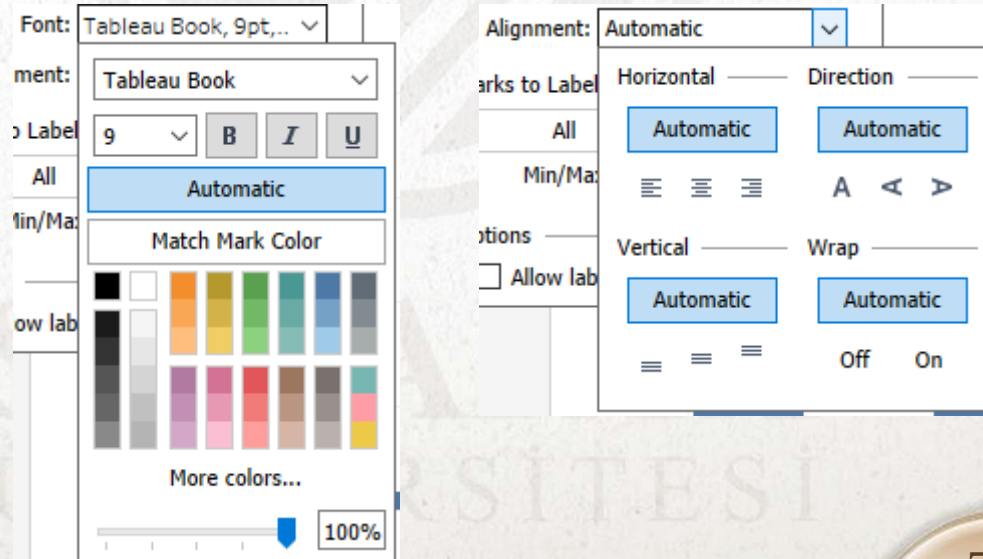 Font: Tableau Book, 9pt,..
ment:
Tableau Book
9 B I U
o Label
All
Automatic
Min/Ma
Match Mark Color
ow lab
More colors...
100%
Alignment: Automatic
arks to Label
Horizontal
Direction
All
Automatic
Automatic
Min/Ma
A A A
ptions
Vertical
Wrap
Allow lab
Automatic
Automatic
Off On
RSİTESİ